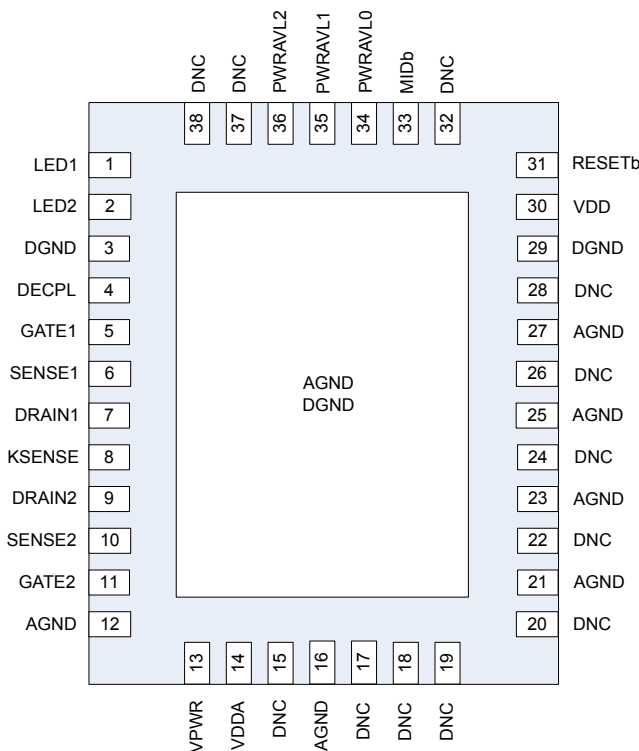 DNC
DNC
PWRAVL2
PWRAVL1
PWRAVL0
MIDb
DNC
38
37
36
35
34
33
32
LED1 1
31 RESETb
LED2 2
30 VDD
DGND 3
29 DGND
DECPL 4
28 DNC
GATE1 5
27 AGND
SENSE1 6
26 DNC
DRAIN1 7
25 AGND
KSENSE 8
24 DNC
DRAIN2 9
23 AGND
SENSE2 10
22 DNC
GATE2 11
21 AGND
AGND 12
20 DNC
AGND
DGND
13
14
15
16
17
18
19
VPWR
VDDA
DNC
AGND
DNC
DNC
DNC